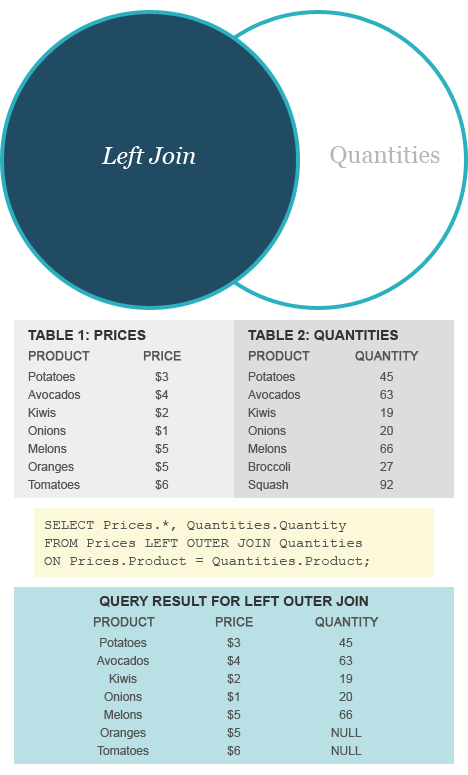 Left Join Quantities
TABLE 1: PRICES TABLE 2: QUANTITIES
PRODUCT PRICE PRODUCT QUANTITY
Potatoes $3 Potatoes 45
Avocados $4 Avocados 63
Kiwis $2 Kiwis 19
Onions $1 Onions 20
Melons $5 Melons 66
Oranges $5 Broccoli 27
Tomatoes $6 Squash 92
SELECT Prices.*, Quantities.Quantity
FROM Prices LEFT OUTER JOIN Quantities
ON Prices.Product = Quantities.Product;
QUERY RESULT FOR LEFT OUTER JOIN
PRODUCT PRICE QUANTITY
Potatoes $3 45
Avocados $4 63
Kiwis $2 19
Onions $1 20
Melons $5 66
Oranges $5 NULL
Tomatoes $6 NULL